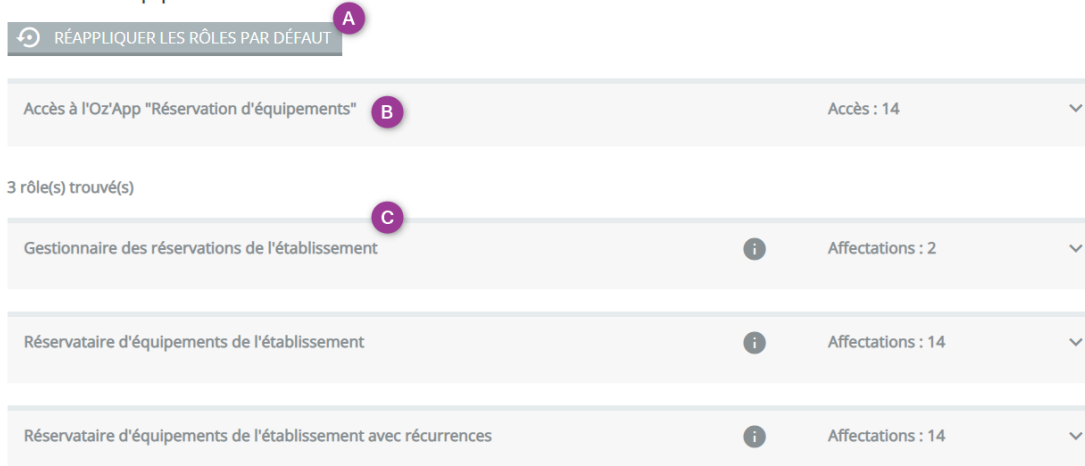 A
RÉAPPLIQUER LES RÔLES PAR DÉFAUT
Accès à l'Oz'App "Réservation d'équipements" B Accès : 14
3 rôle(s) trouvé(s)
C
Gestionnaire des réservations de l'établissement i Affectations : 2
Réservataire d'équipements de l'établissement i Affectations : 14
Réservataire d'équipements de l'établissement avec récurrences i Affectations : 14